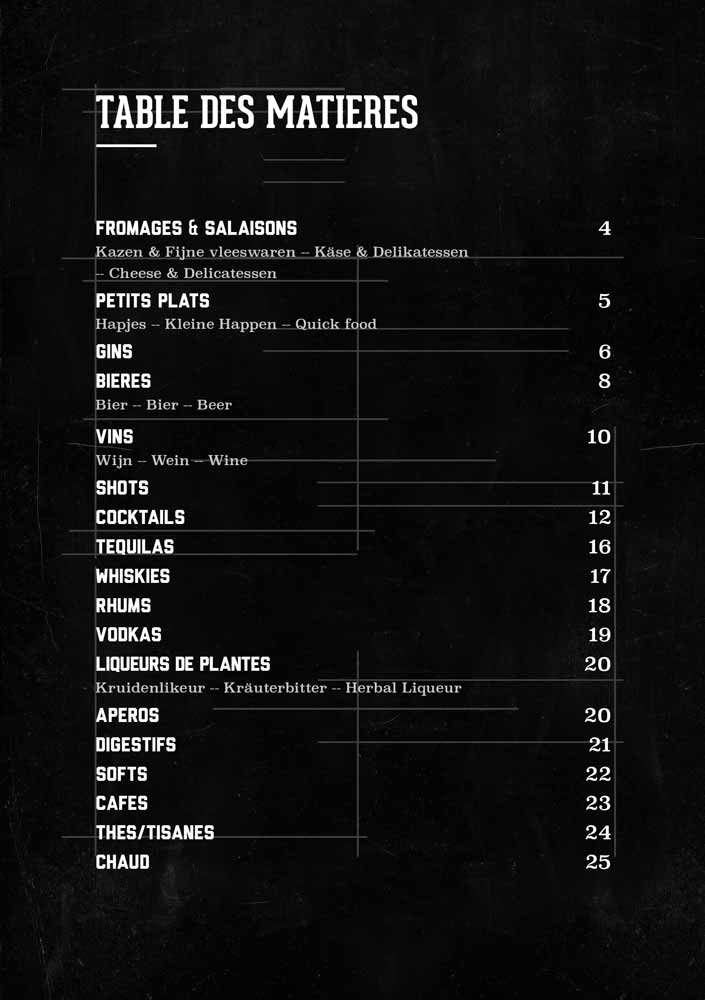 TABLE DES MATIERES
FROMAGES & SALAISONS 4
Kazen & Fijne vleeswaren -- Käse & Delikatessen
-- Cheese & Delicatessen
PETITS PLATS 5
Hapjes -- Kleine Happen -- Quick food
GINS 6
BIERES 8
Bier -- Bier -- Beer
VINS 10
Wijn -- Wein -- Wine
SHOTS 11
COCKTAILS 12
TEQUILAS 16
WHISKIES 17
RHUMS 18
VODKAS 19
LIQUEURS DE PLANTES 20
Kruidenlikeur -- Kräuterbitter -- Herbal Liqueur
APEROS 20
DIGESTIFS 21
SOFTS 22
CAFES 23
THES/TISANES 24
CHAUD 25